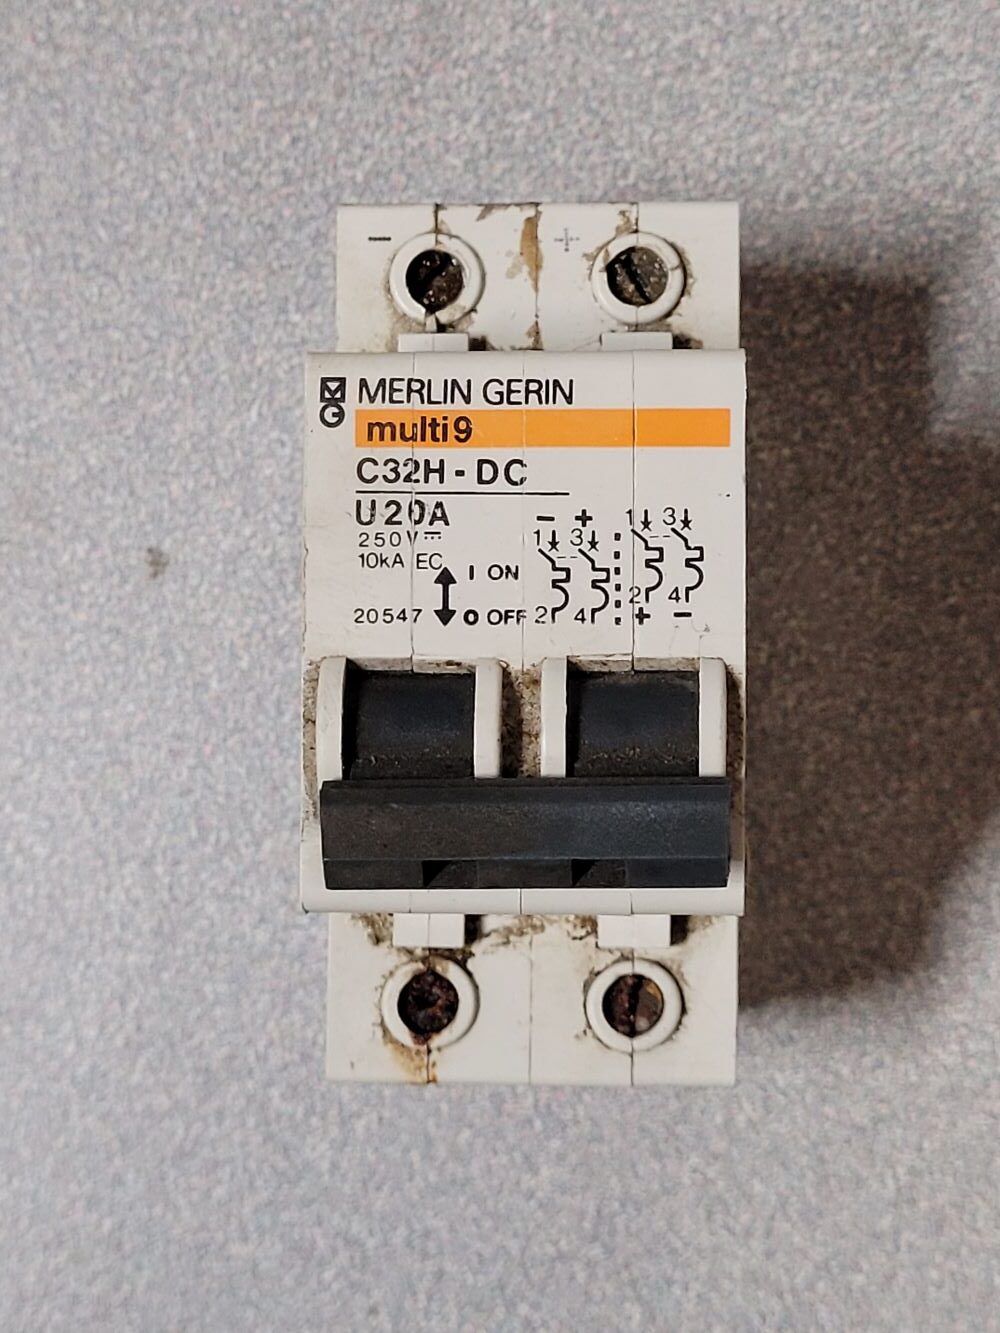 - +
MG MERLIN GERIN
multi9
C32H-DC
U20A
250V⎓
10kA EC
I ON
20547 O OFF
- +
1 3 1 3
2 4 2 4
+ -